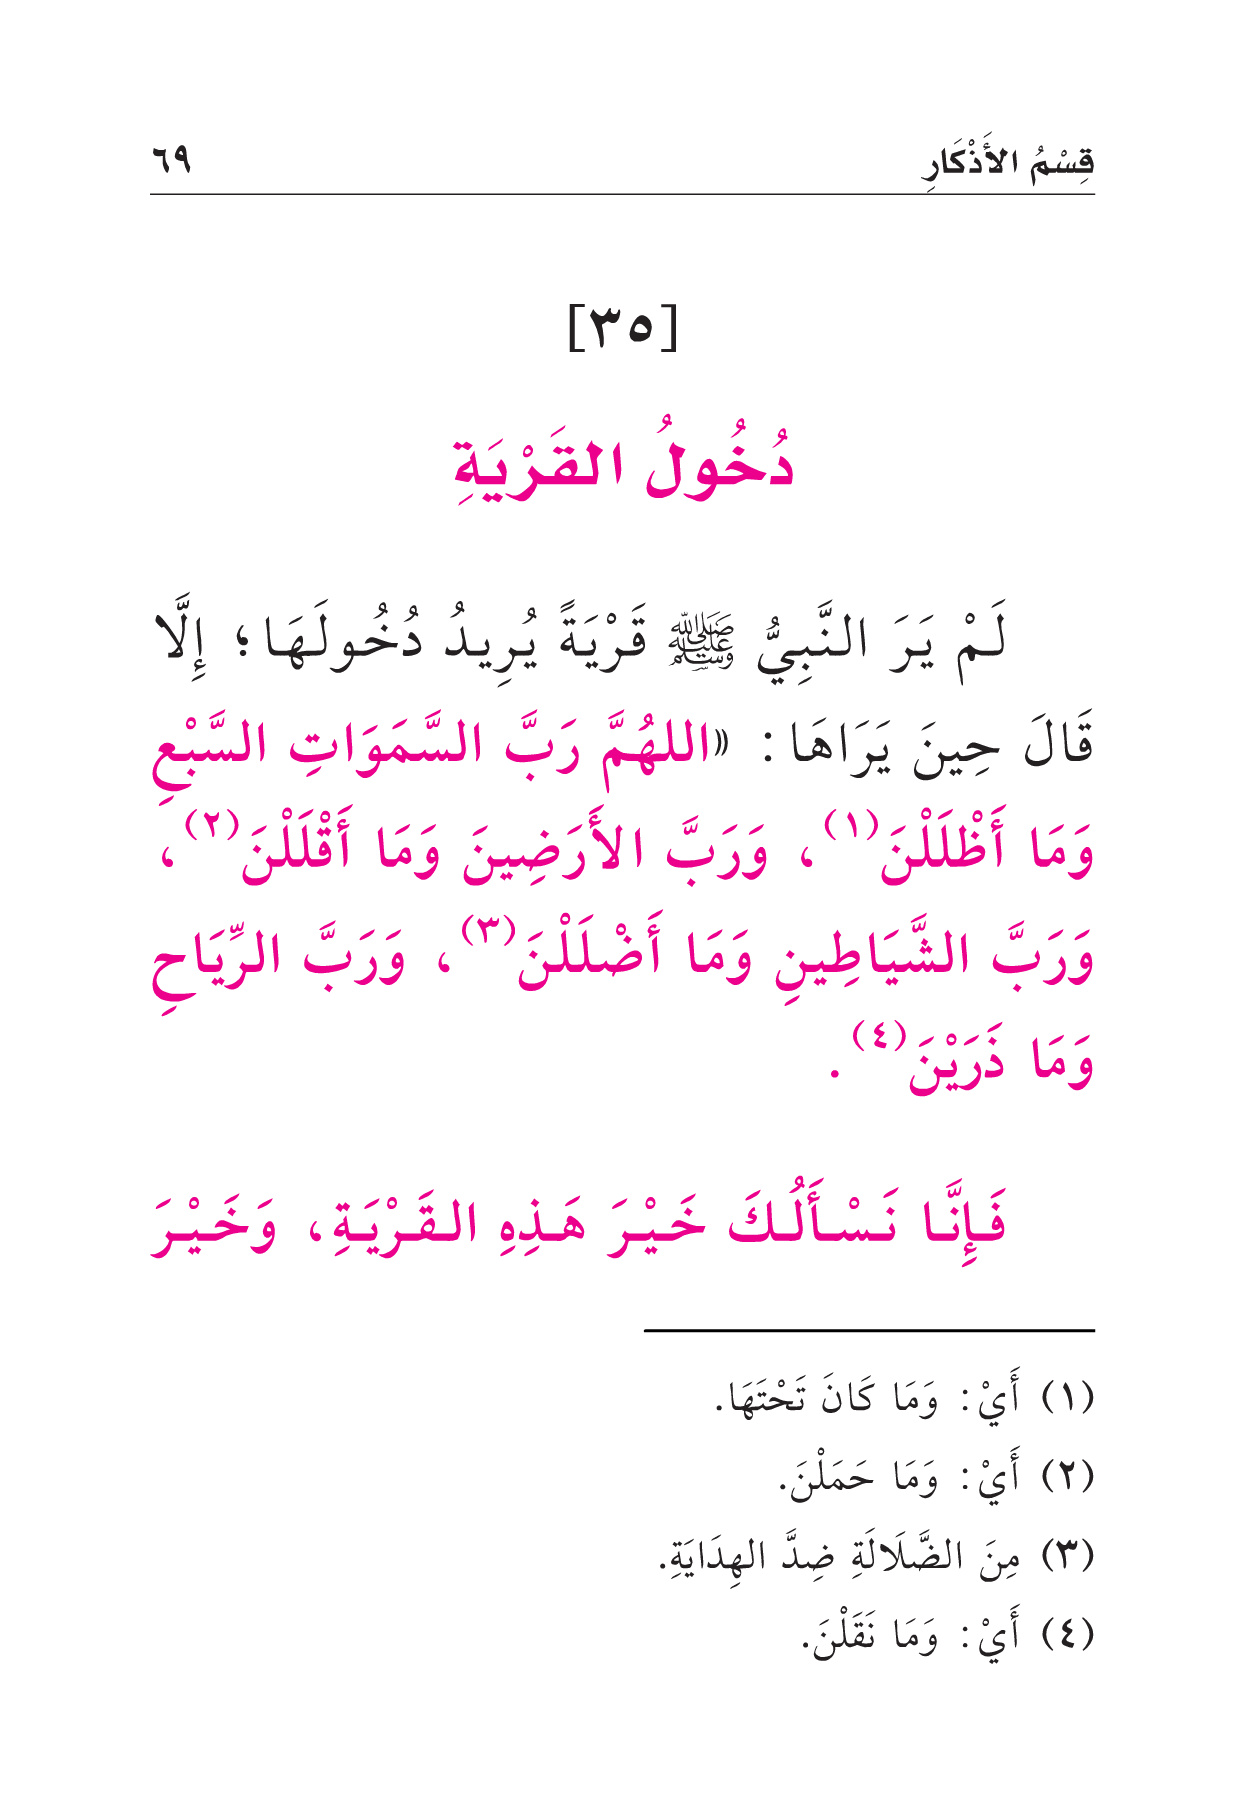 قِسْمُ الأَذْكَارِ ٦٩
[٣٥]
دُخُولُ القَرْيَةِ
لَمْ يَرَ النَّبِيُّ ﷺ قَرْيَةً يُرِيدُ دُخُولَهَا؛ إِلَّا
قَالَ حِينَ يَرَاهَا: «اللهُمَّ رَبَّ السَّمَوَاتِ السَّبْعِ
وَمَا أَظْلَلْنَ(١)، وَرَبَّ الأَرَضِينَ وَمَا أَقْلَلْنَ(٢)،
وَرَبَّ الشَّيَاطِينِ وَمَا أَضْلَلْنَ(٣)، وَرَبَّ الرِّيَاحِ
وَمَا ذَرَيْنَ(٤).
فَإِنَّا نَسْأَلُكَ خَيْرَ هَذِهِ القَرْيَةِ، وَخَيْرَ
(١) أَيْ: وَمَا كَانَ تَحْتَهَا.
(٢) أَيْ: وَمَا حَمَلْنَ.
(٣) مِنَ الضَّلَالَةِ ضِدَّ الهِدَايَةِ.
(٤) أَيْ: وَمَا نَقَلْنَ.